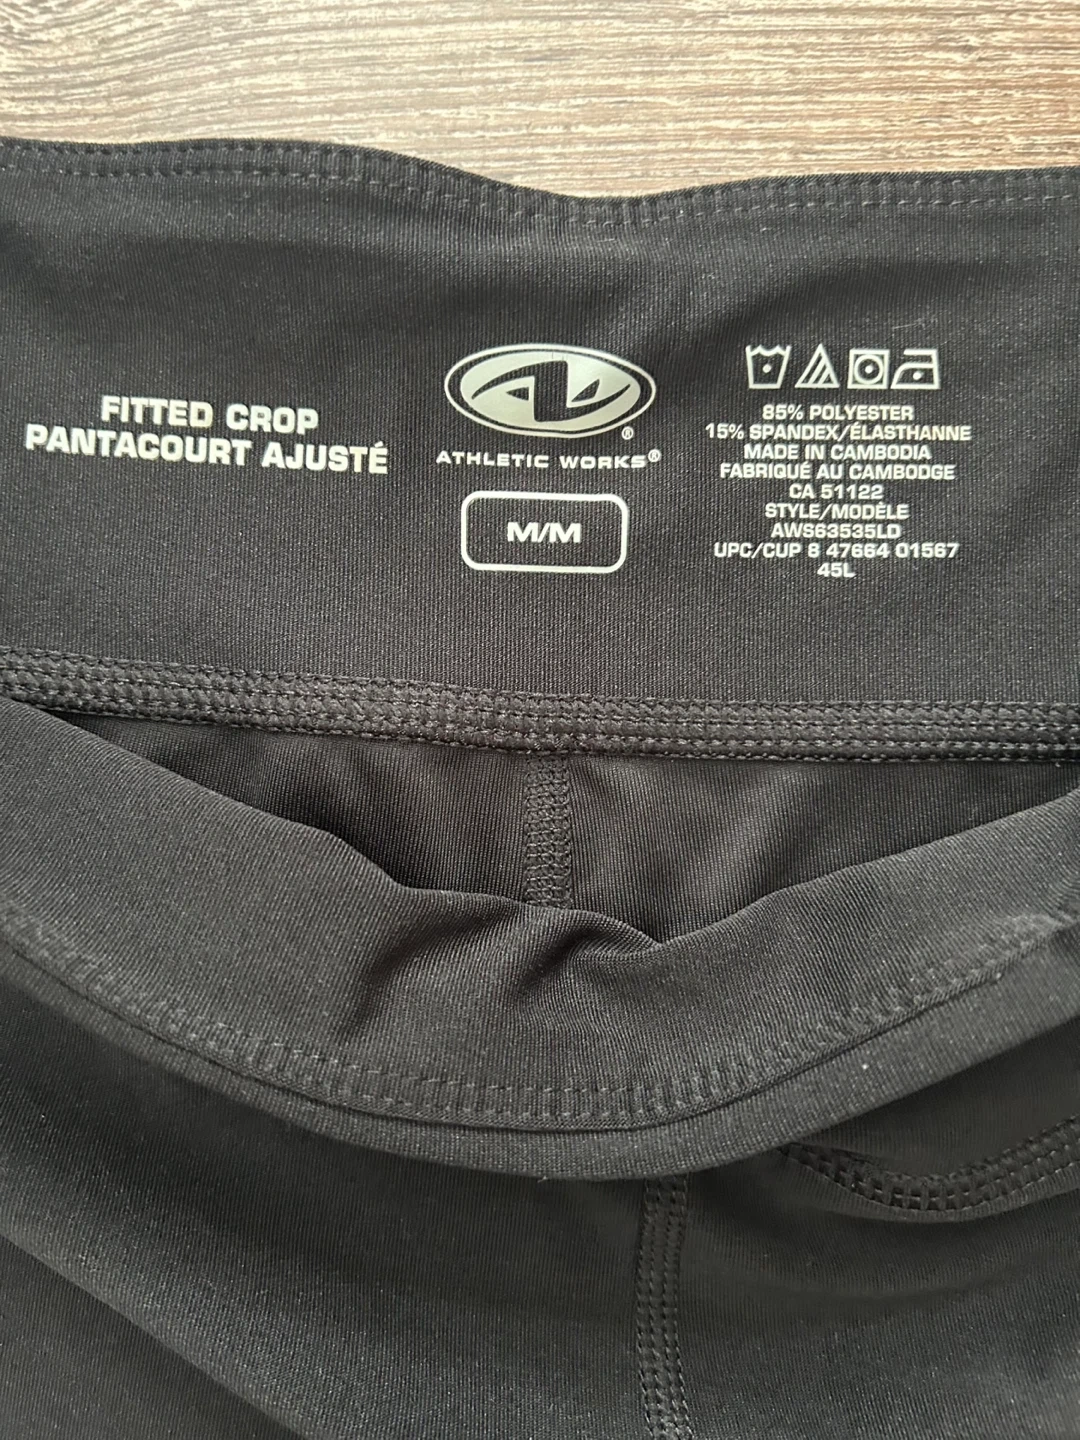 FITTED CROP
PANTACOURT AJUSTÉ
®
ATHLETIC WORKS®
M/M
85% POLYESTER
15% SPANDEX/ÉLASTHANNE
MADE IN CAMBODIA
FABRIQUÉ AU CAMBODGE
CA 51122
STYLE/MODÈLE
AWS63535LD
UPC/CUP 8 47664 01567
45L